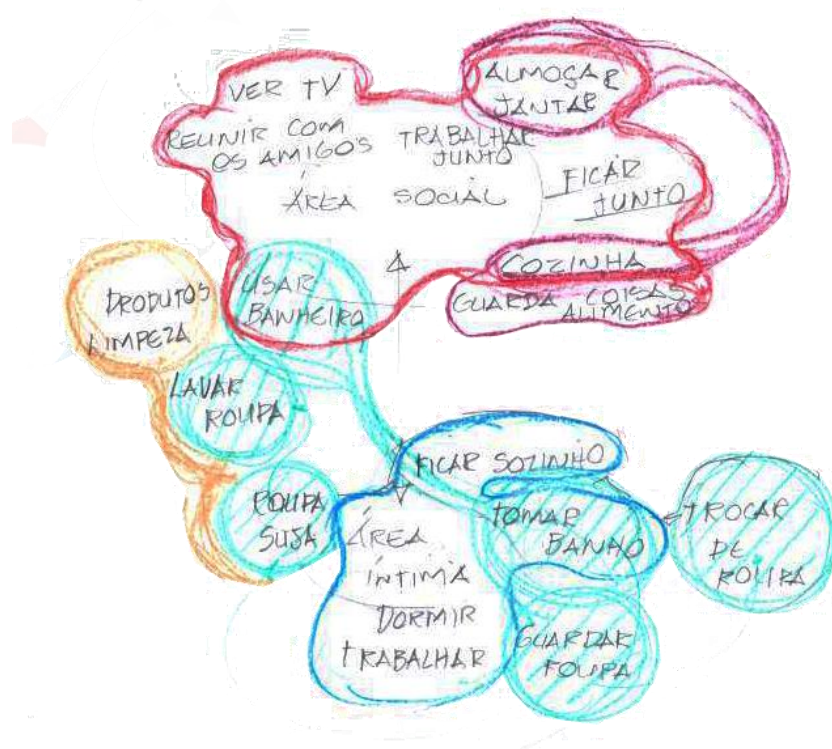 VER TV
ALMOÇAR
JANTAR
REUNIR COM
OS AMIGOS
TRABALHAR
JUNTO
ÁREA SOCIAL
FICAR
JUNTO
COZINHA
GUARDA COISAS
ALIMENTO
USAR
BANHEIRO
PRODUTOS
LIMPEZA
LAVAR
ROUPA
FICAR SOZINHO
ROUPA
SUJA
ÁREA
ÍNTIMA
DORMIR
TRABALHAR
TOMAR
BANHO
TROCAR
DE
ROUPA
GUARDAR
ROUPA